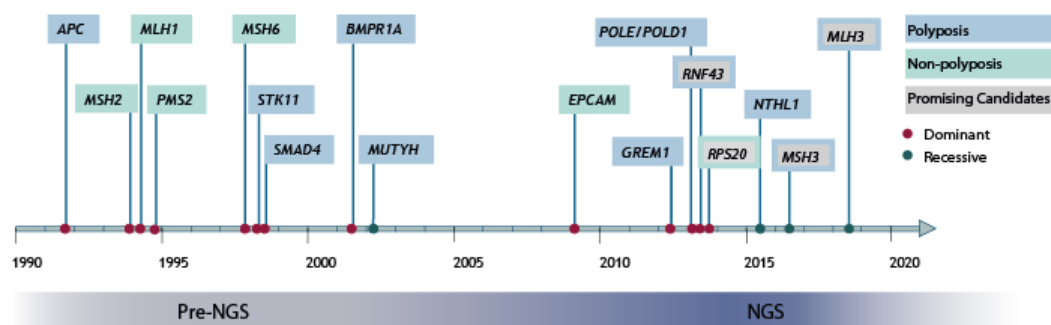 APC
MLH1
MSH6
BMPR1A
POLE/POLD1
MLH3
Polyposis
RNF43
Non-polyposis
MSH2
PMS2
STK11
EPCAM
NTHL1
Promising Candidates
Dominant
SMAD4
MUTYH
GREM1
RPS20
MSH3
Recessive
1990 1995 2000 2005 2010 2015 2020
Pre-NGS NGS